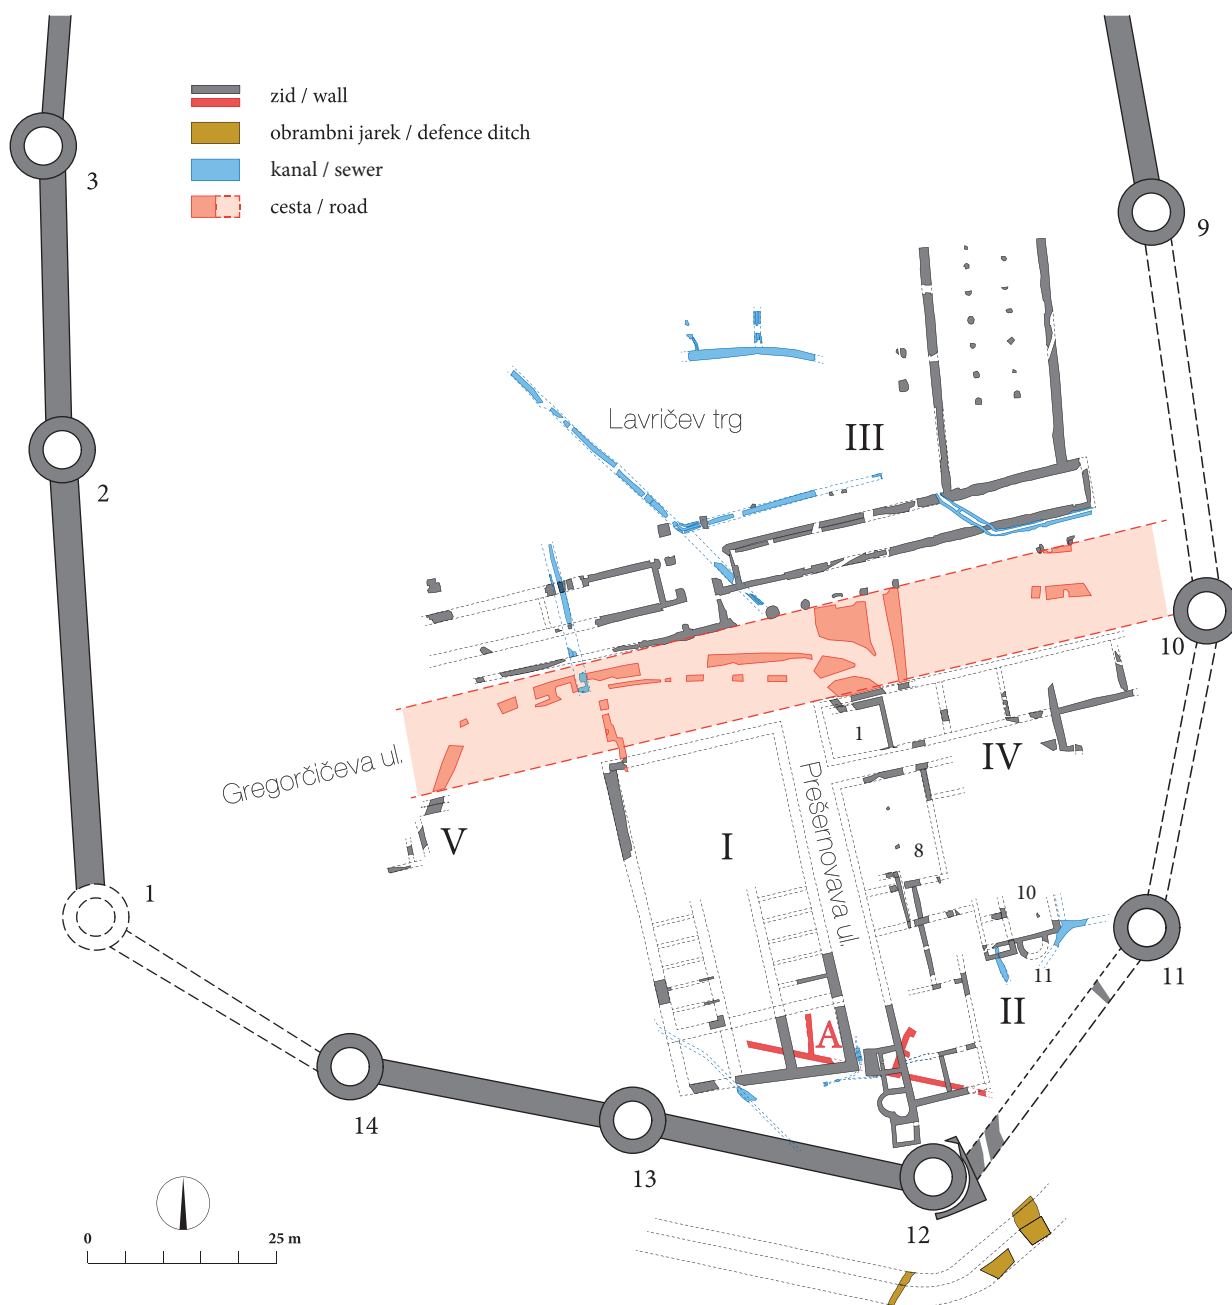 zid / wall
obrambni jarek / defence ditch
kanal / sewer
cesta / road
3
9
2
Lavričev trg
III
10
1
IV
Gregorčičeva ul.
V
I
Prešernovava ul.
8
1
10
11
11
II
A
14
13
12
0
25 m